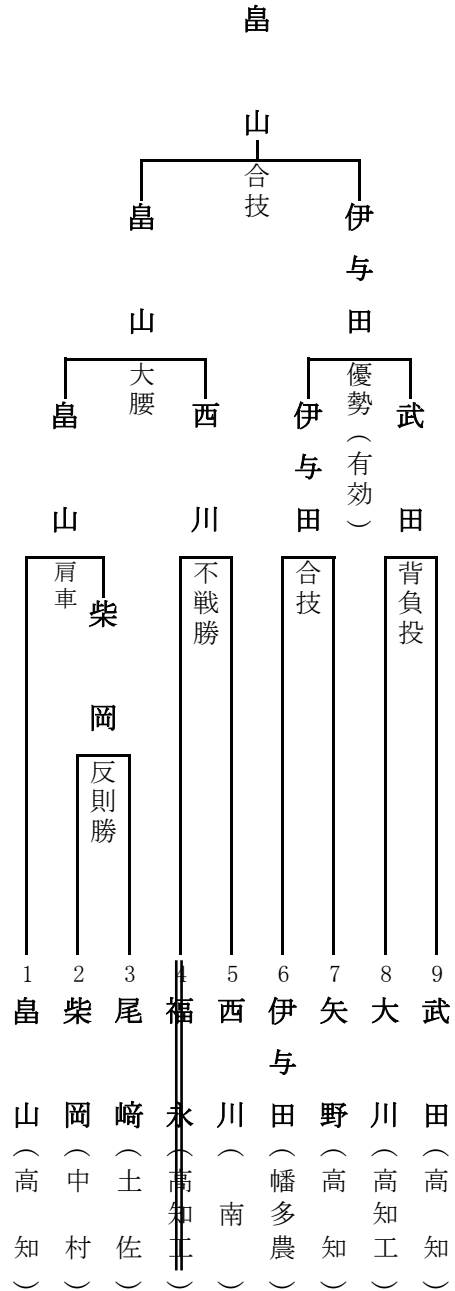 畠山
合技
畠山
伊与田
大腰
優勢（有効）
畠山
西川
伊与田
武田
肩車
不戦勝
合技
背負投
柴岡
反則勝
1
2
3
4
5
6
7
8
9
畠山（高知）
柴岡（中村）
尾﨑（土佐）
福永（高知工）
西川（南）
伊与田（幡多農）
矢野（高知）
大川（高知工）
武田（高知）